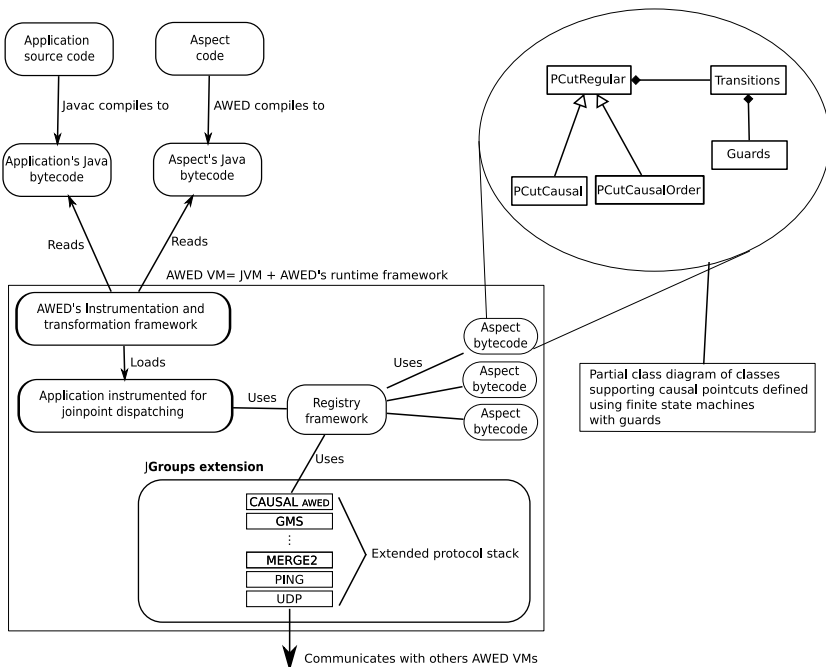 Application
source code
Aspect
code
Javac compiles to
AWED compiles to
Application's Java
bytecode
Aspect's Java
bytecode
Reads
Reads
PCutRegular
Transitions
Guards
PCutCausal
PCutCausalOrder
AWED VM= JVM + AWED's runtime framework
AWED's Instrumentation and
transformation framework
Loads
Application instrumented for
joinpoint dispatching
Uses
Registry
framework
Uses
Aspect
bytecode
Aspect
bytecode
Aspect
bytecode
Partial class diagram of classes
supporting causal pointcuts defined
using finite state machines
with guards
Uses
JGroups extension
CAUSAL AWED
GMS
⋮
MERGE2
PING
UDP
Extended protocol stack
Communicates with others AWED VMs